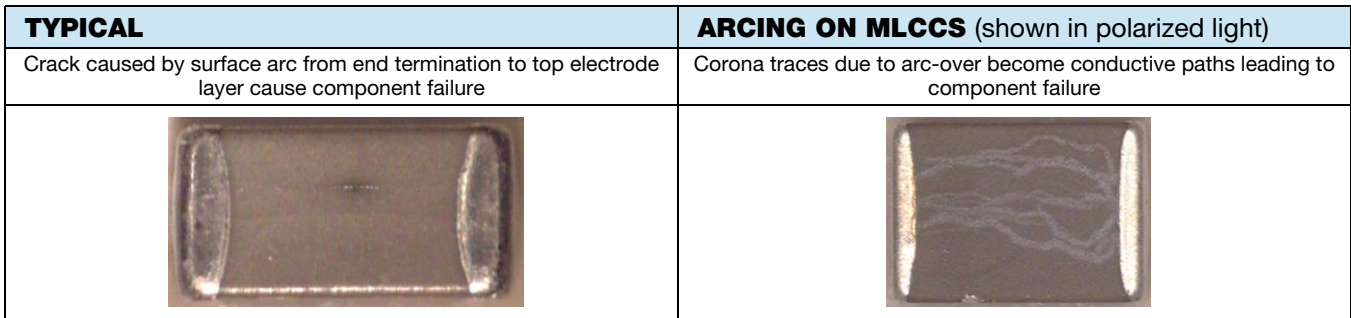 TYPICAL
ARCING ON MLCCS (shown in polarized light)
Crack caused by surface arc from end termination to top electrode
layer cause component failure
Corona traces due to arc-over become conductive paths leading to
component failure